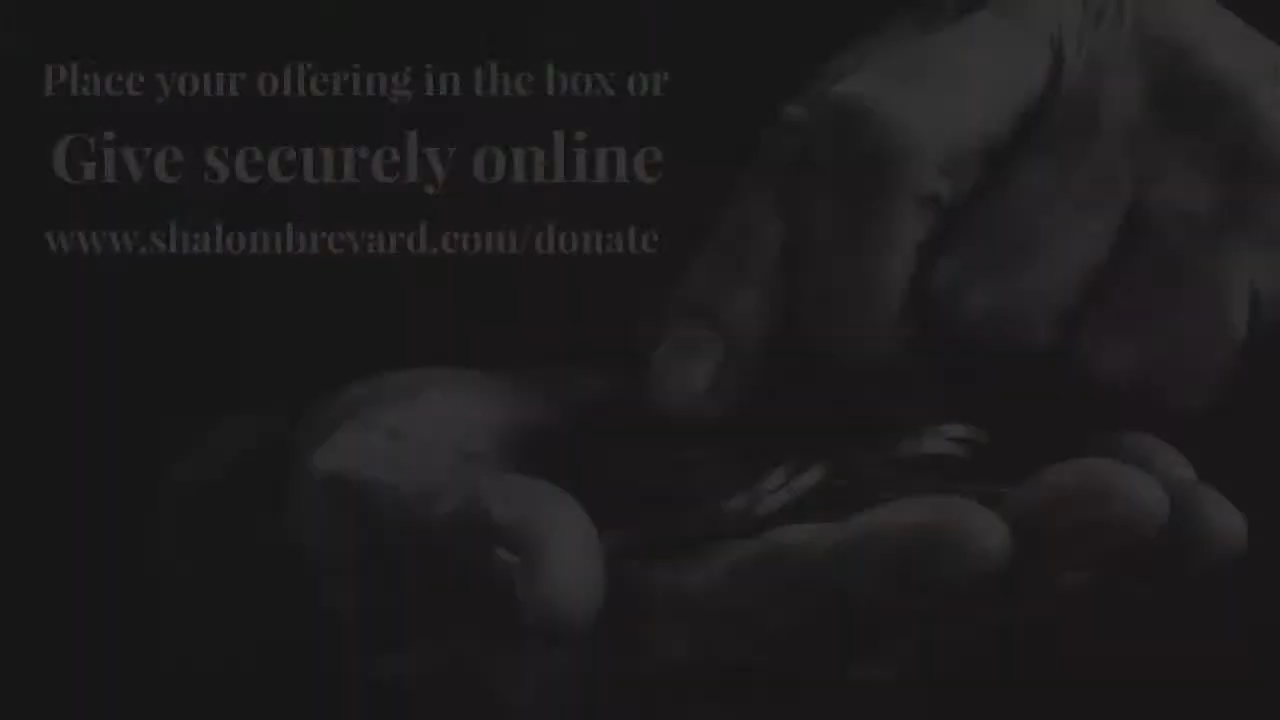 Place your offering in the box or
Give securely online
www.shalombrevard.com/donate